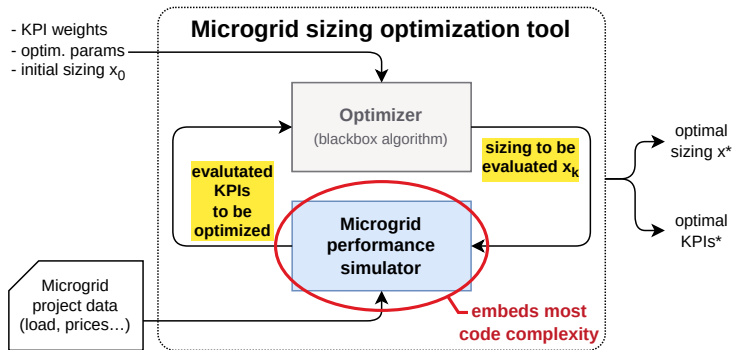 - KPI weights
- optim. params
- initial sizing x0
Microgrid sizing optimization tool
Optimizer
(blackbox algorithm)
evalutated
KPIs
to be
optimized
sizing to be
evaluated xk
Microgrid
performance
simulator
optimal
sizing x*
optimal
KPIs*
Microgrid
project data
(load, prices…)
embeds most
code complexity